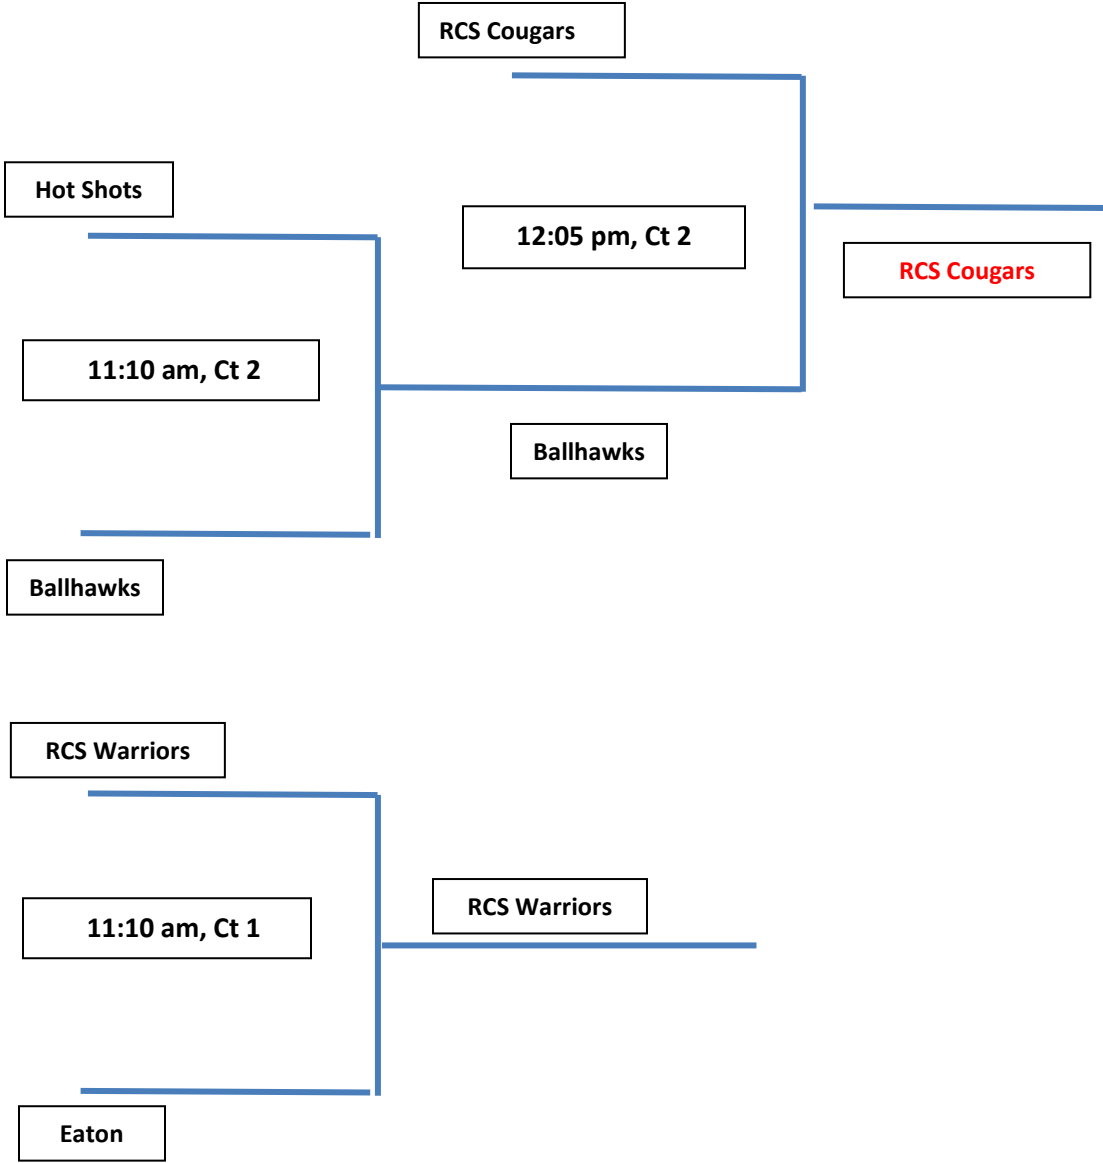 RCS Cougars
Hot Shots
12:05 pm, Ct 2
RCS Cougars
11:10 am, Ct 2
Ballhawks
Ballhawks
RCS Warriors
RCS Warriors
11:10 am, Ct 1
Eaton